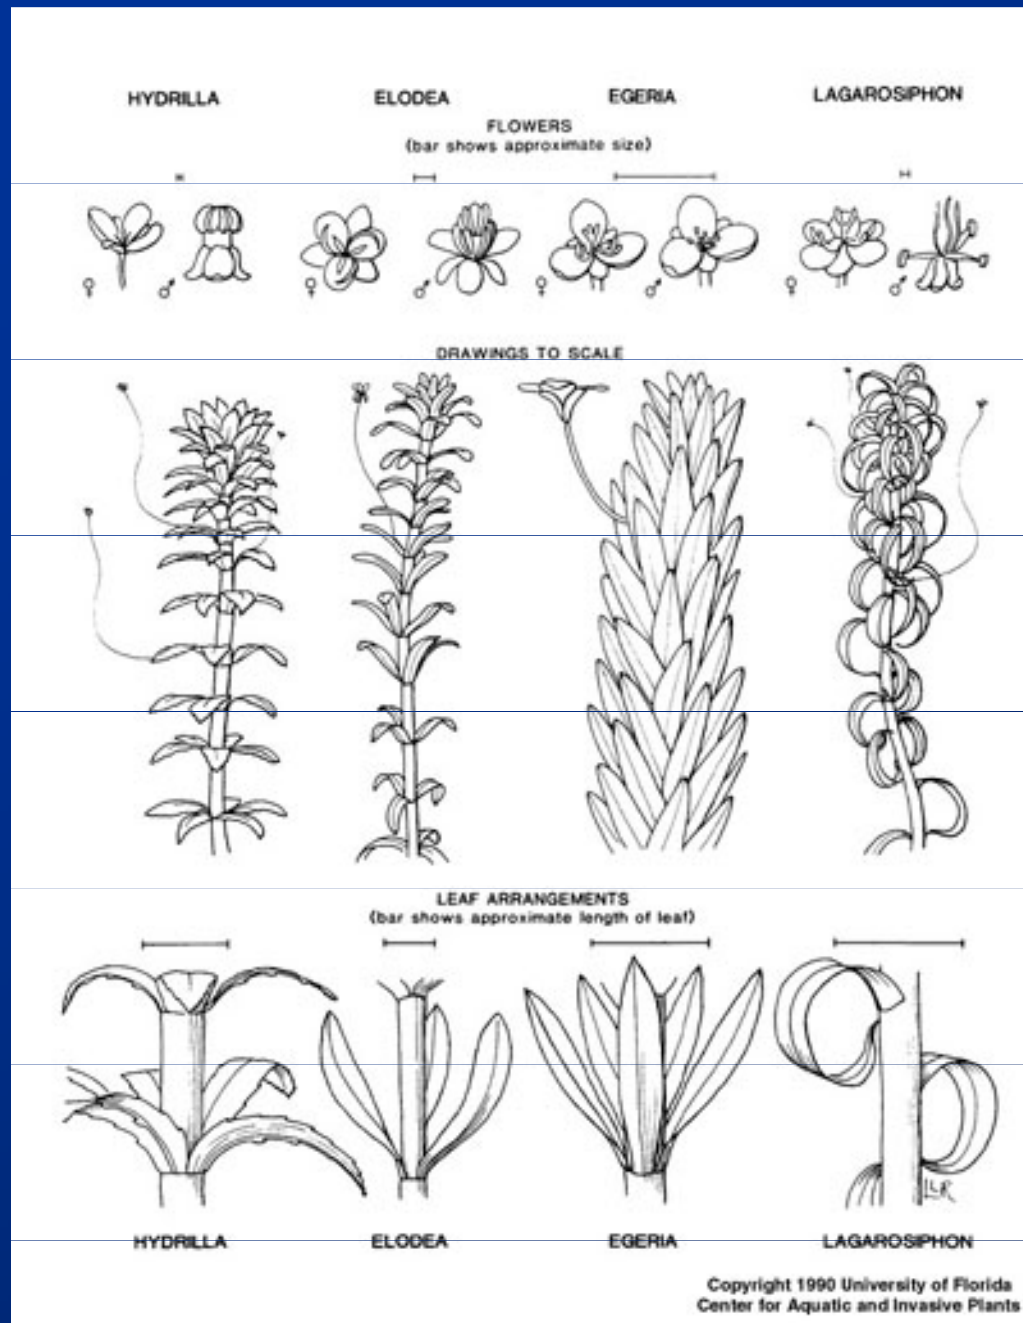 HYDRILLA ELODEA EGERIA LAGAROSIPHON
FLOWERS
(bar shows approximate size)
♀ ♂ ♀ ♂ ♀ ♂ ♀ ♂
DRAWINGS TO SCALE
LEAF ARRANGEMENTS
(bar shows approximate length of leaf)
LLR
HYDRILLA ELODEA EGERIA LAGAROSIPHON
Copyright 1990 University of Florida
Center for Aquatic and Invasive Plants